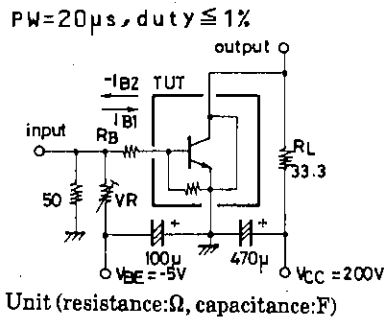 PW=20μs, duty≦1%
output
-IB2
TUT
IB1
input
RB
RL
33.3
50
VR
+
+
100μ
470μ
VBE=-5V
VCC=200V
Unit (resistance:Ω, capacitance:F)